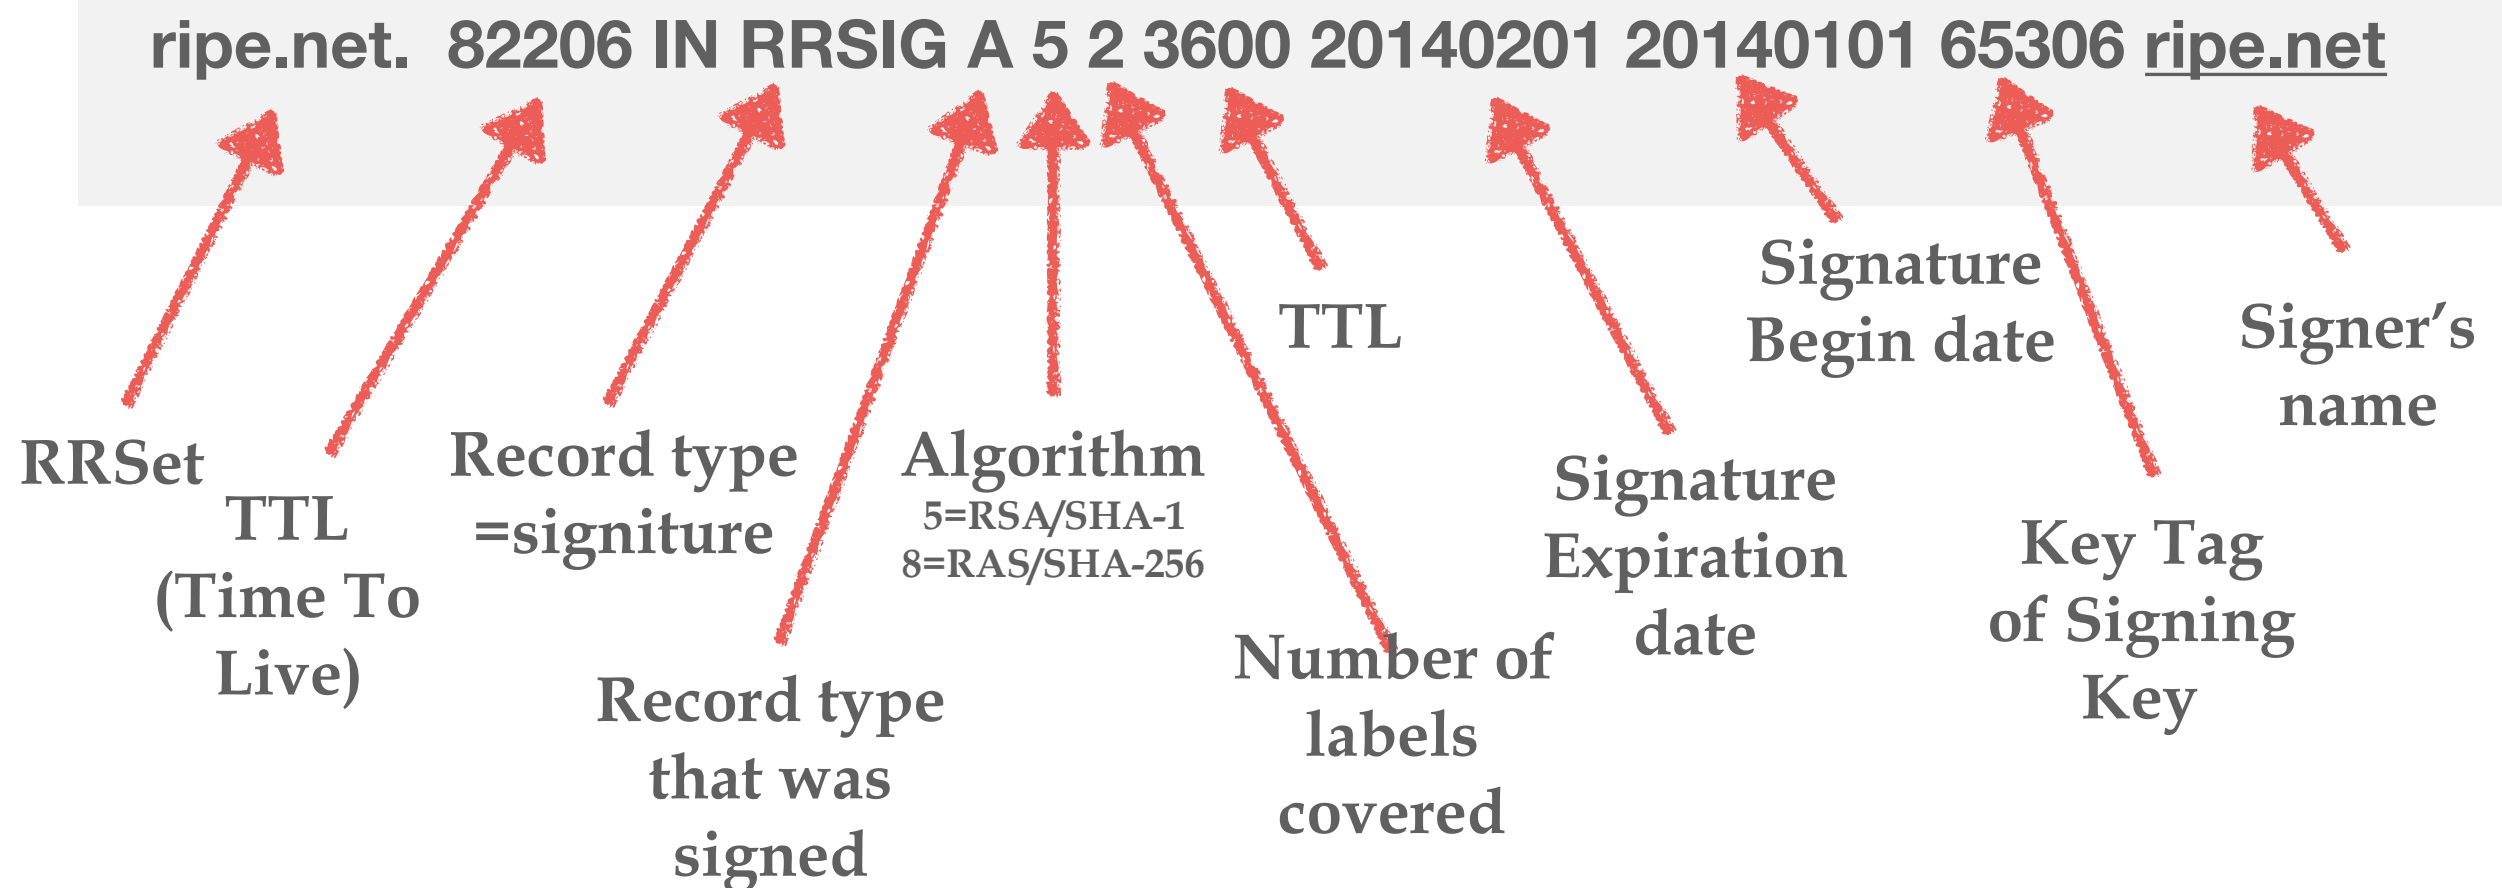 ripe.net. 82206 IN RRSIG A 5 2 3600 20140201 20140101 65306 ripe.net
RRSet
TTL
(Time To
Live)
Record type
=signiture
Record type
that was
signed
Algorithm
5=RSA/SHA-1
8=RAS/SHA-256
Number of
labels
covered
TTL
Signature
Expiration
date
Signature
Begin date
Key Tag
of Signing
Key
Signer’s
name